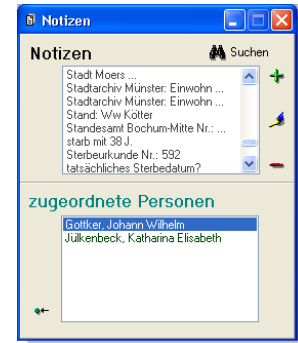 Notizen
Notizen
Suchen
Stadt Moers ...
Stadtarchiv Münster: Einwohn ...
Stadtarchiv Münster: Einwohn ...
Stand: Ww Kötter
Standesamt Bochum-Mitte Nr.: ...
starb mit 38 J.
Sterbeurkunde Nr.: 592
tatsächliches Sterbedatum?
zugeordnete Personen
Gottker, Johann Wilhelm
Jülkenbeck, Katharina Elisabeth